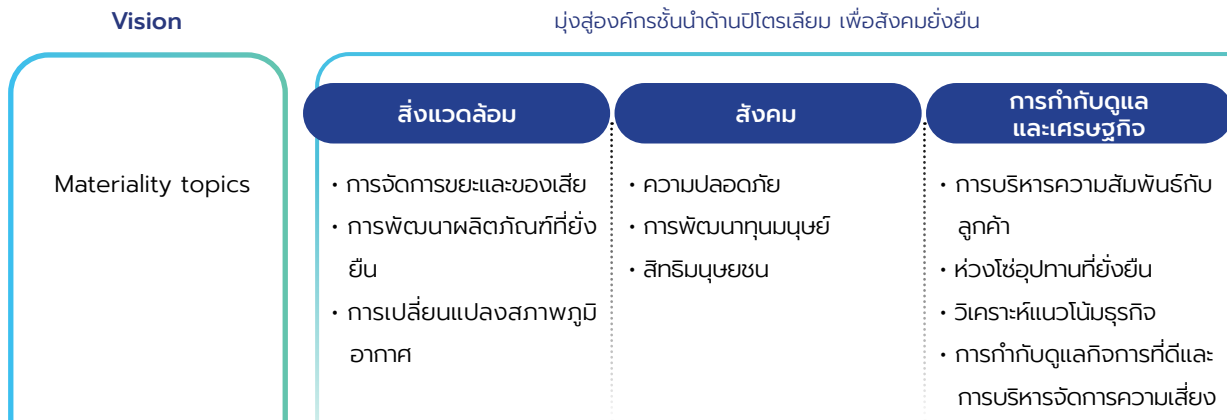 Vision
มุ่งสู่องค์กรชั้นนำด้านปิโตรเลียม เพื่อสังคมยั่งยืน
Materiality topics
สิ่งแวดล้อม
• การจัดการขยะและของเสีย
• การพัฒนาผลิตภัณฑ์ที่ยั่ง
ยืน
• การเปลี่ยนแปลงสภาพภูมิ
อากาศ
สังคม
• ความปลอดภัย
• การพัฒนาทุนมนุษย์
• สิทธิมนุษยชน
การกำกับดูแล
และเศรษฐกิจ
• การบริหารความสัมพันธ์กับ
ลูกค้า
• ห่วงโซ่อุปทานที่ยั่งยืน
• วิเคราะห์แนวโน้มธุรกิจ
• การกำกับดูแลกิจการที่ดีและ
การบริหารจัดการความเสี่ยง